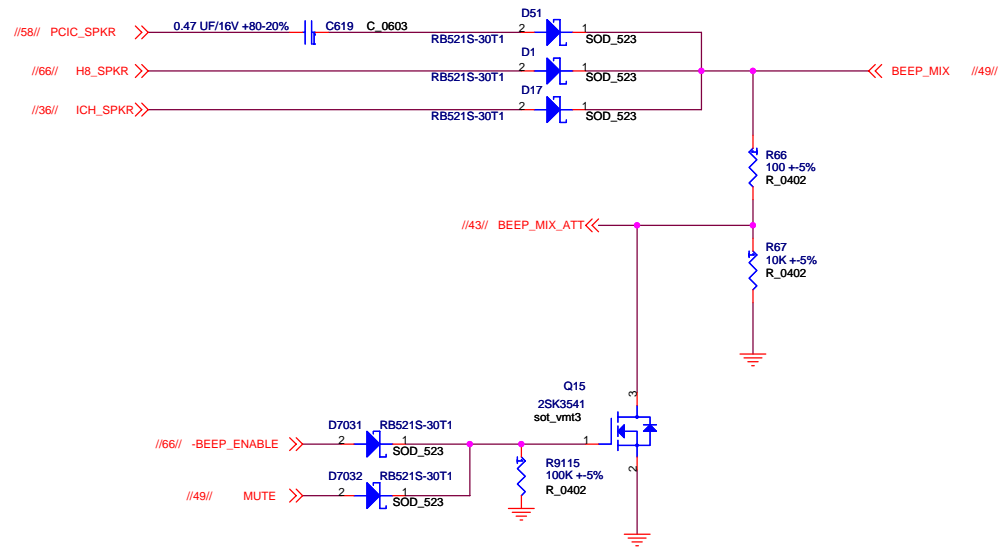 D51
//58// PCIC_SPKR 0.47 UF/16V +80-20% C619 C_0603 2 1
RB521S-30T1 SOD_523
D1
//66// H8_SPKR 2 1 BEEP_MIX //49//
RB521S-30T1 SOD_523
D17
//36// ICH_SPKR 2 1
RB521S-30T1 SOD_523
R66
100 +-5%
R_0402
//43// BEEP_MIX_ATT
R67
10K +-5%
R_0402
Q15
2SK3541
sot_vmt3
3
D7031 RB521S-30T1
//66// -BEEP_ENABLE 2 1 1
SOD_523
2
R9115
100K +-5%
R_0402
D7032 RB521S-30T1
//49// MUTE 2 1
SOD_523